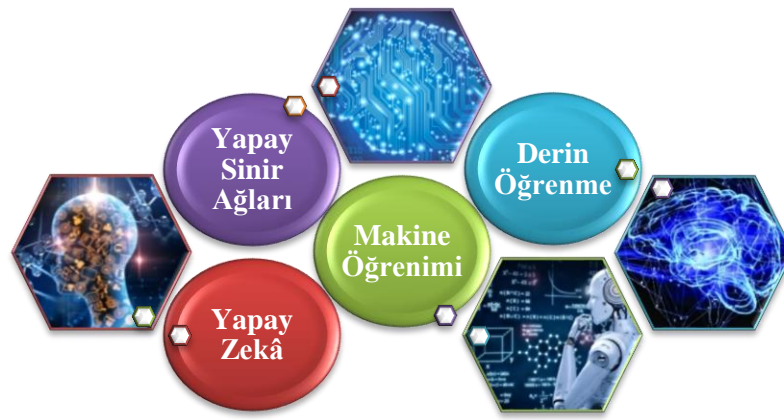 Yapay
Sinir
Ağları
Derin
Öğrenme
Makine
Öğrenimi
Yapay
Zekâ